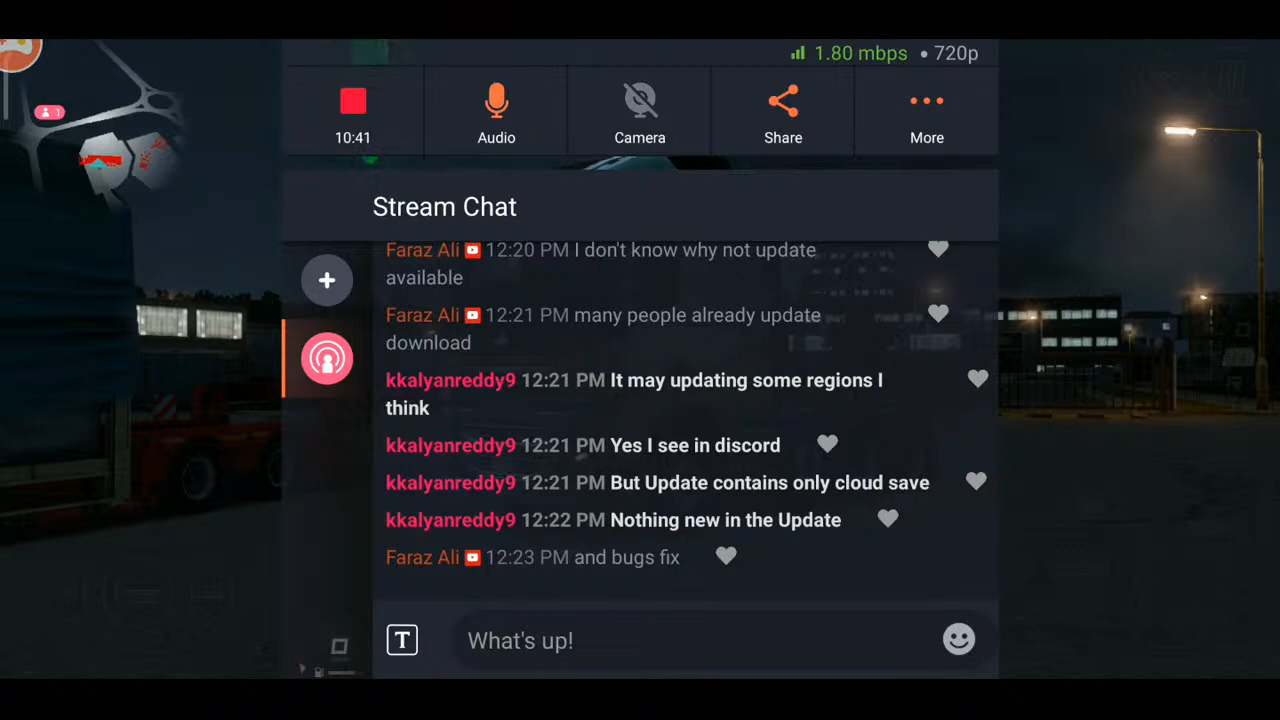 1.80 mbps • 720p
1
10:41
Audio
Camera
Share
More
Stream Chat
Faraz Ali 12:20 PM I don't know why not update
available
Faraz Ali 12:21 PM many people already update
download
kkalyanreddy9 12:21 PM It may updating some regions I
think
kkalyanreddy9 12:21 PM Yes I see in discord
kkalyanreddy9 12:21 PM But Update contains only cloud save
kkalyanreddy9 12:22 PM Nothing new in the Update
Faraz Ali 12:23 PM and bugs fix
T What's up!